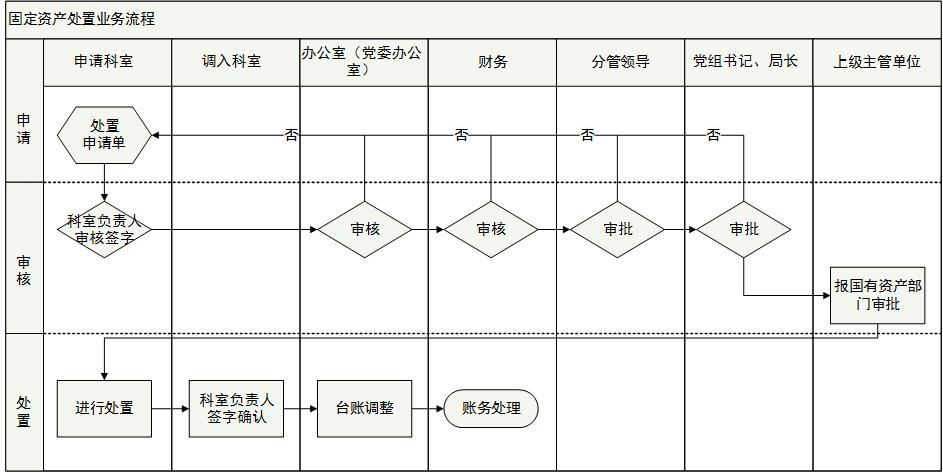 固定资产处置业务流程
申请科室
调入科室
办公室（党委办公
室）
财务
分管领导
党组书记、局长
上级主管单位
申
请
处置
申请单
否
否
否
否
审
核
科室负责人
审核签字
审核
审核
审批
审批
报国有资产部
门审批
处
置
进行处置
科室负责人
签字确认
台账调整
账务处理